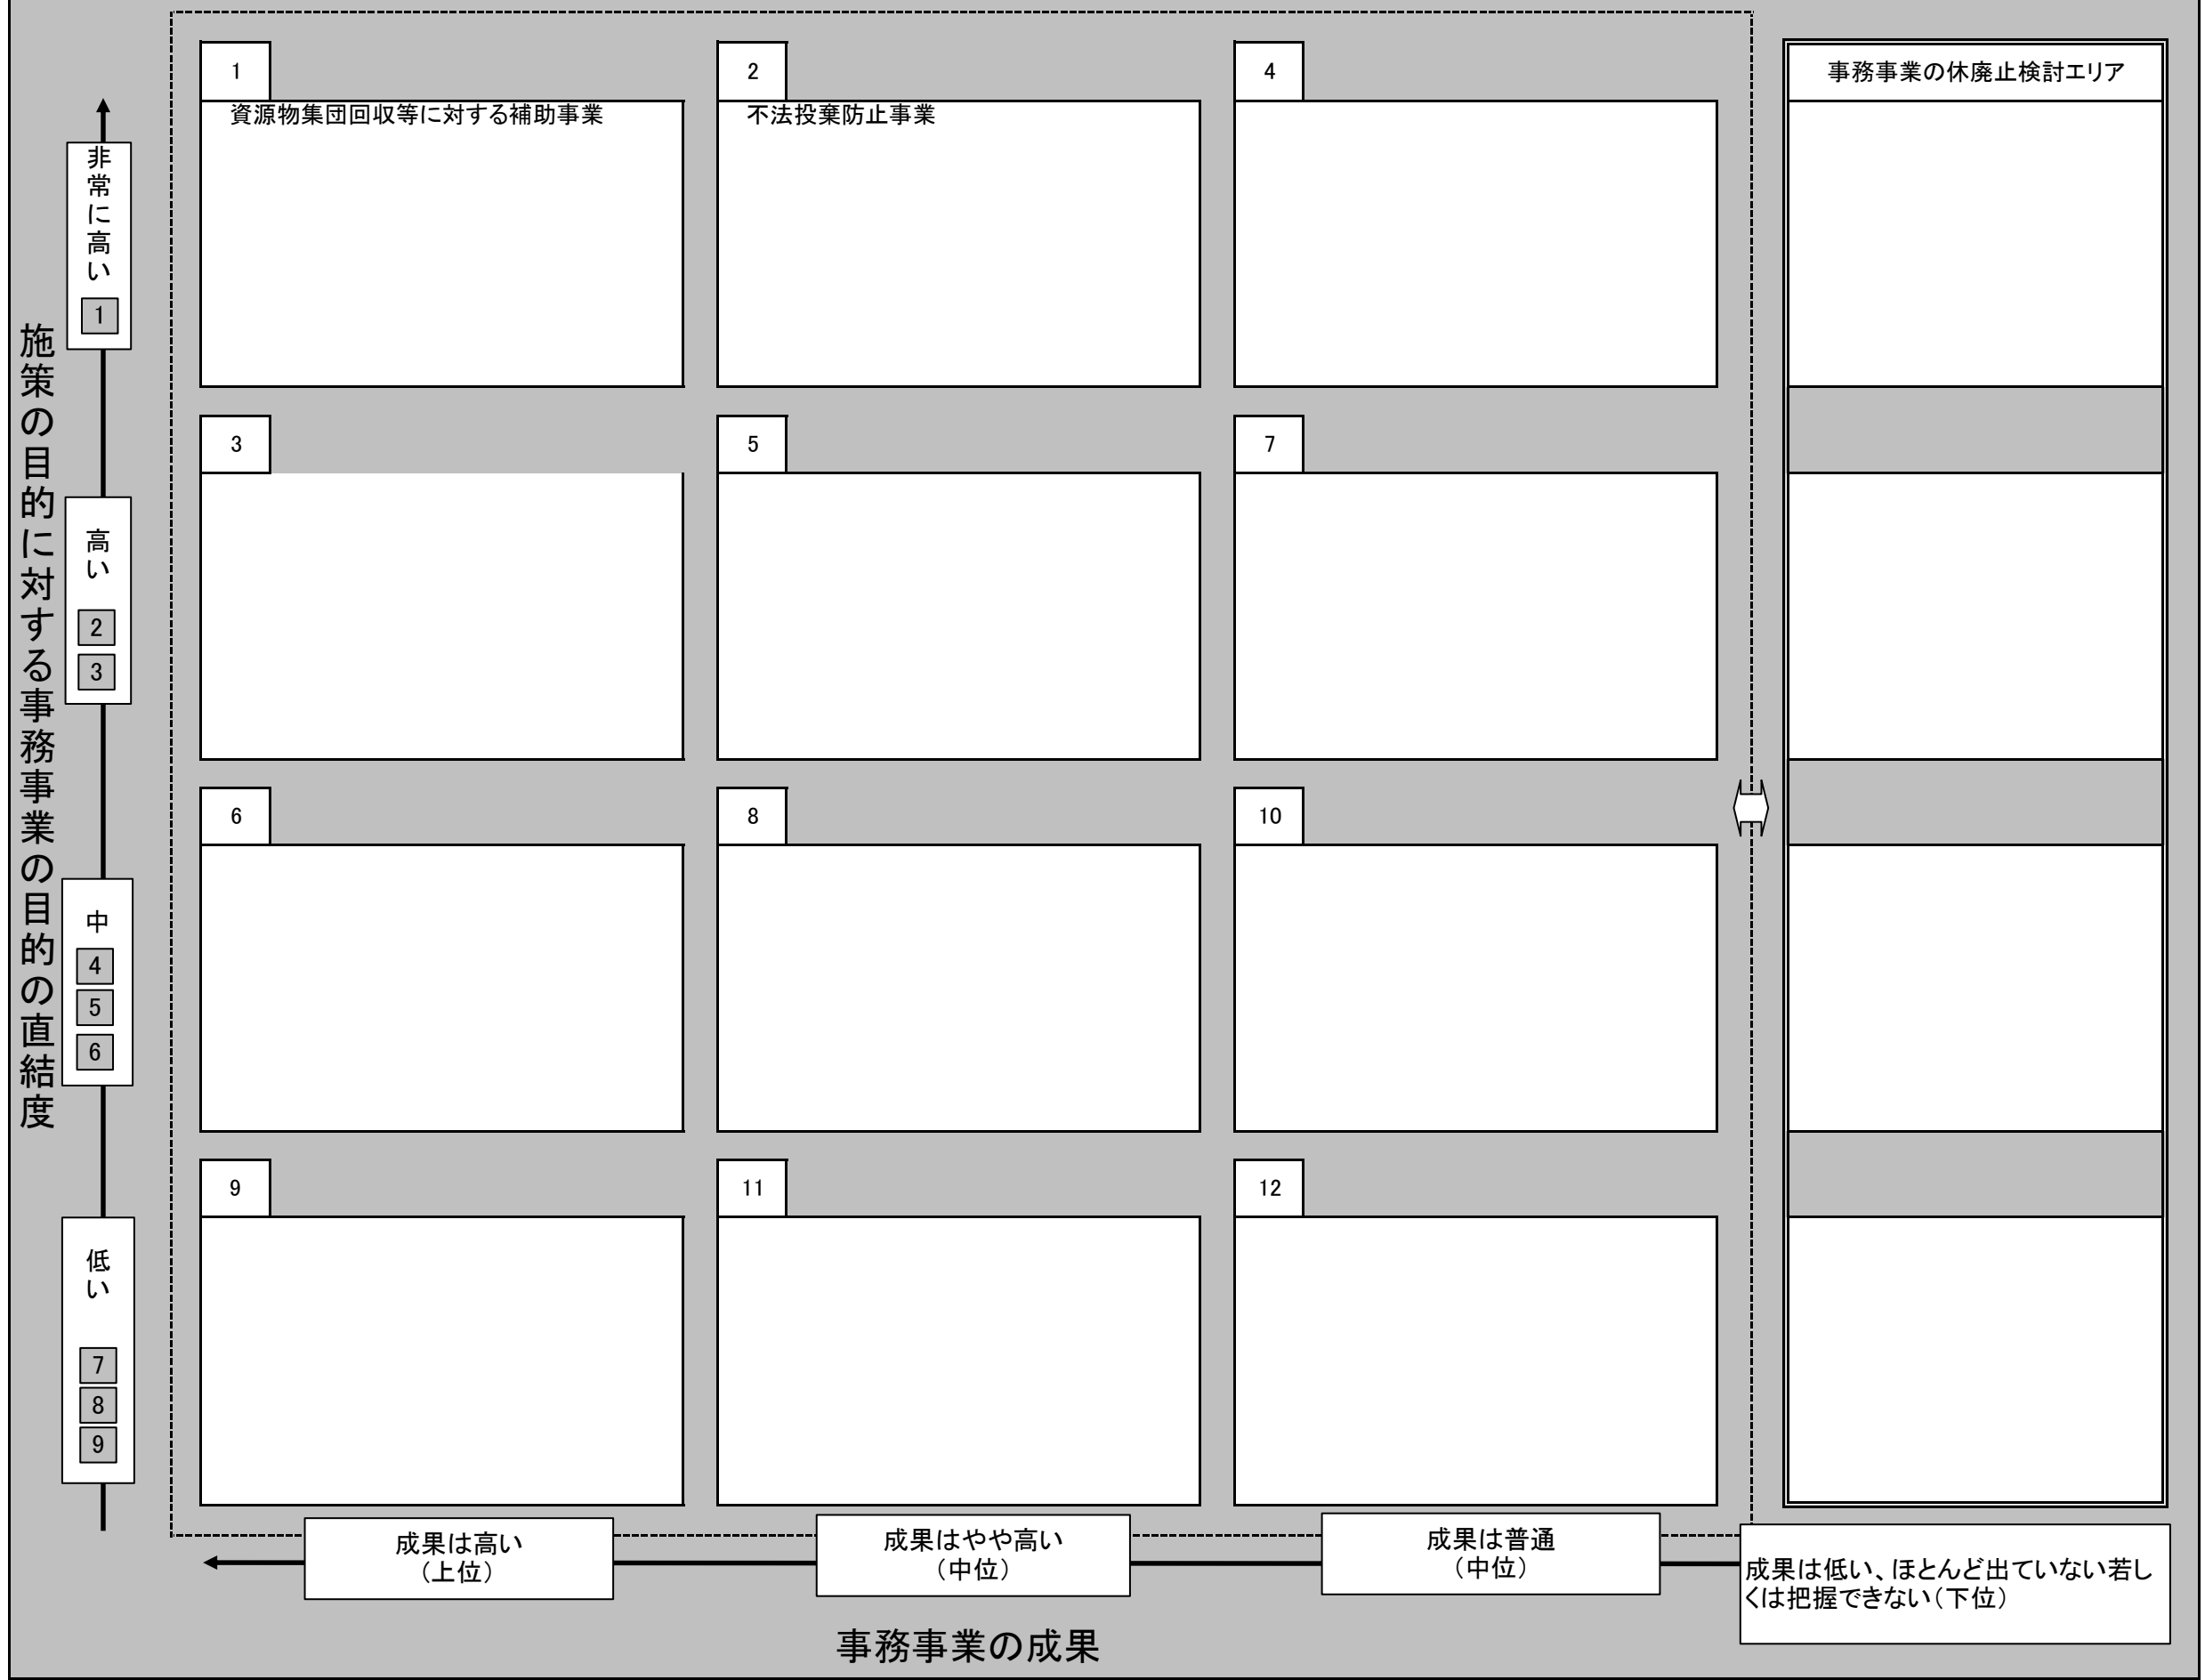 施策の目的に対する事務事業の目的の直結度
非常に高い
1
高い
2
3
中
4
5
6
低い
7
8
9
1
資源物集団回収等に対する補助事業
2
不法投棄防止事業
4
事務事業の休廃止検討エリア
3
5
7
6
8
10
9
11
12
成果は高い
（上位）
成果はやや高い
（中位）
成果は普通
（中位）
成果は低い、ほとんど出ていない若し
くは把握できない（下位）
事務事業の成果